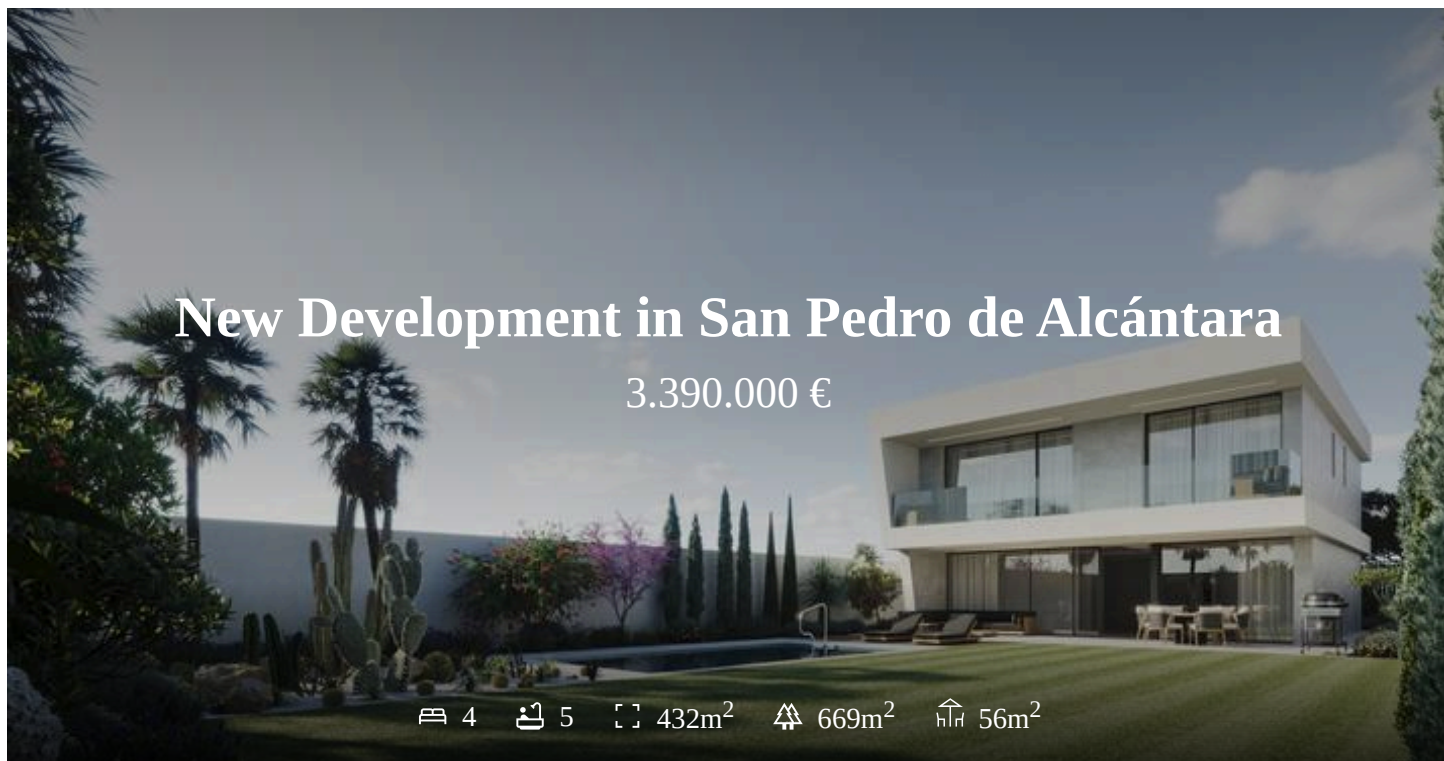 New Development in San Pedro de Alcántara
3.390.000 €
4 5 432m² 669m² 56m²